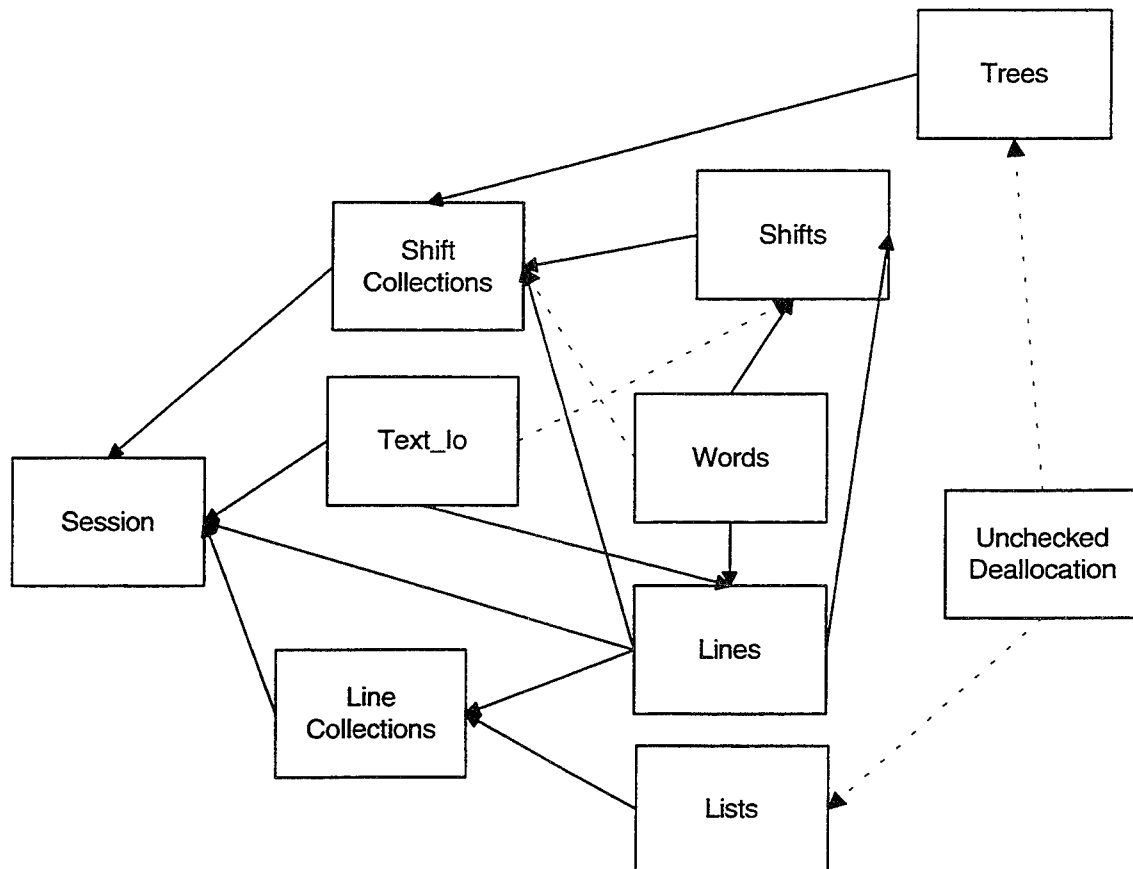 Trees
Shifts
Shift
Collections
Text_Io
Words
Session
Unchecked
Deallocation
Lines
Line
Collections
Lists